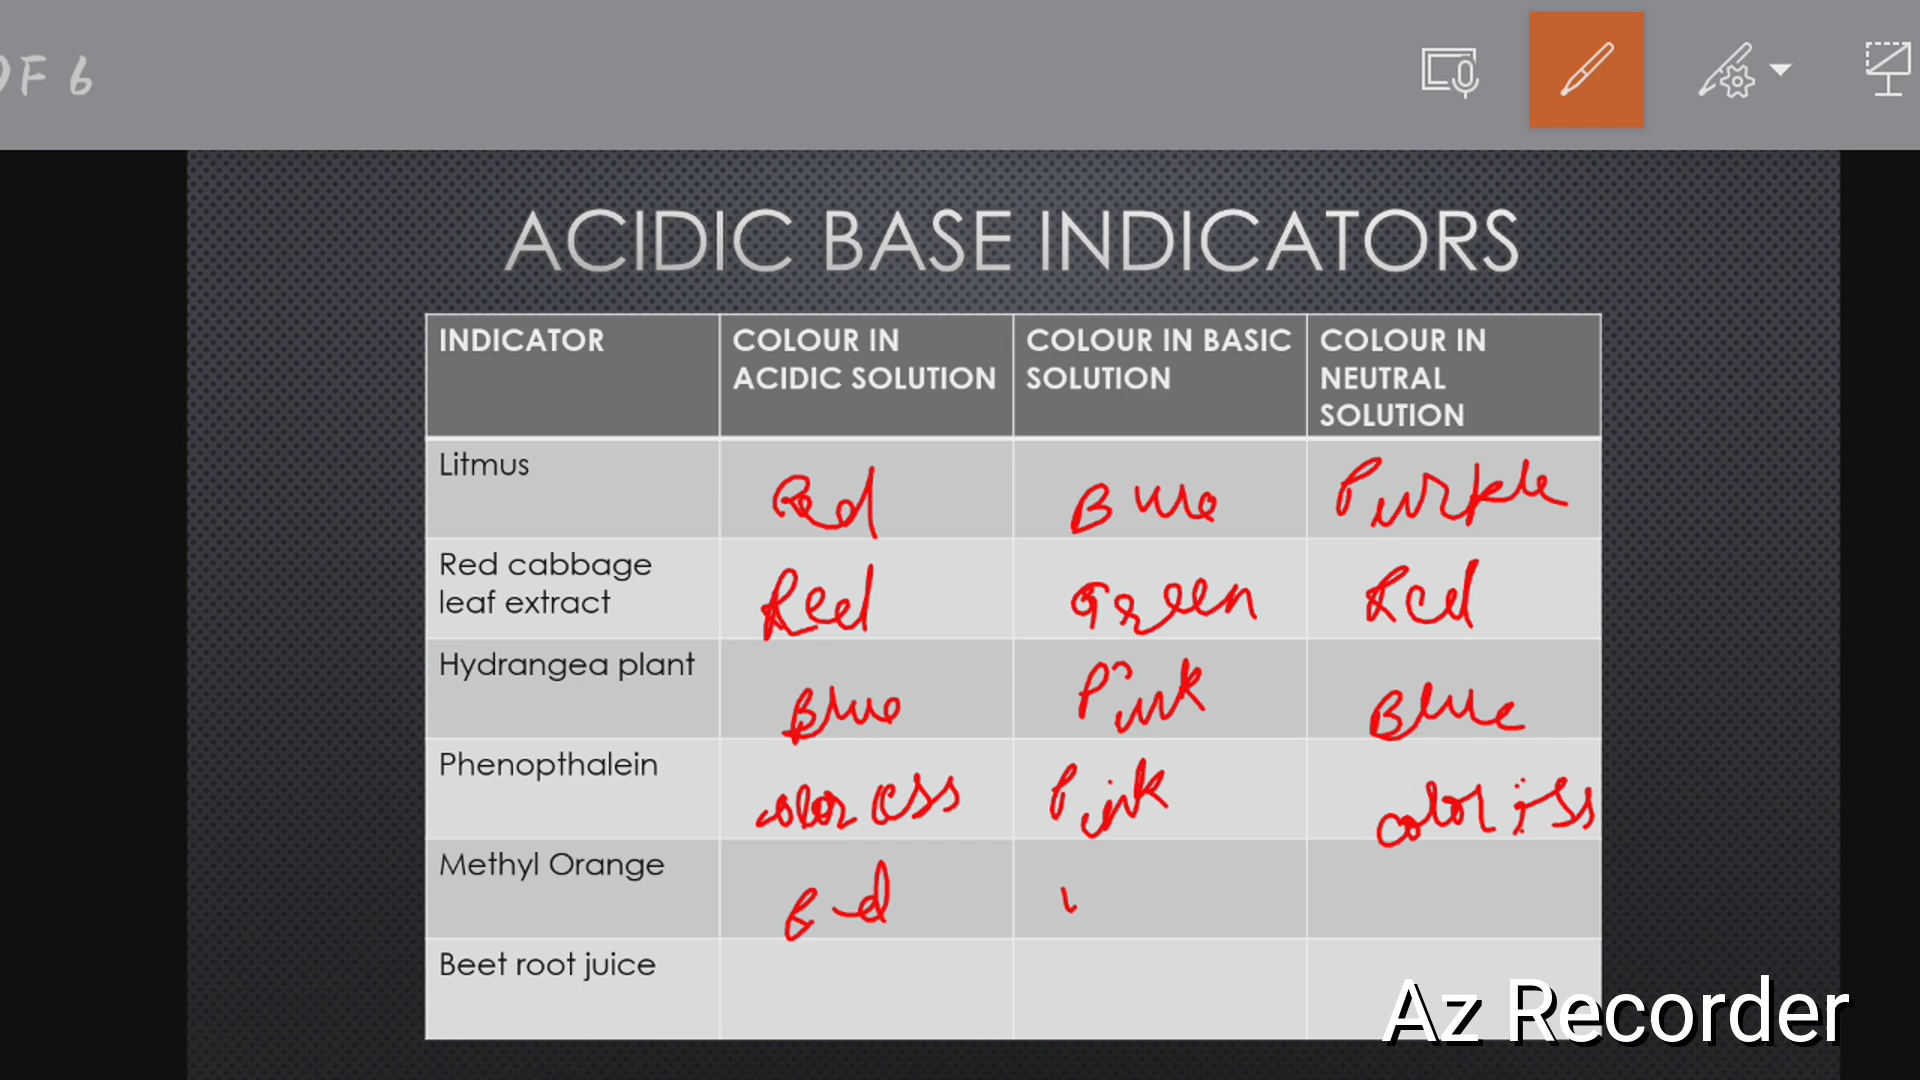 OF 6
ACIDIC BASE INDICATORS
INDICATOR
COLOUR IN
ACIDIC SOLUTION
COLOUR IN BASIC
SOLUTION
COLOUR IN
NEUTRAL
SOLUTION
Litmus
Red
Blue
Purple
Red cabbage
leaf extract
Red
Green
Red
Hydrangea plant
Blue
Pink
Blue
Phenopthalein
colorless
Pink
colorless
Methyl Orange
Red
Beet root juice
Az Recorder